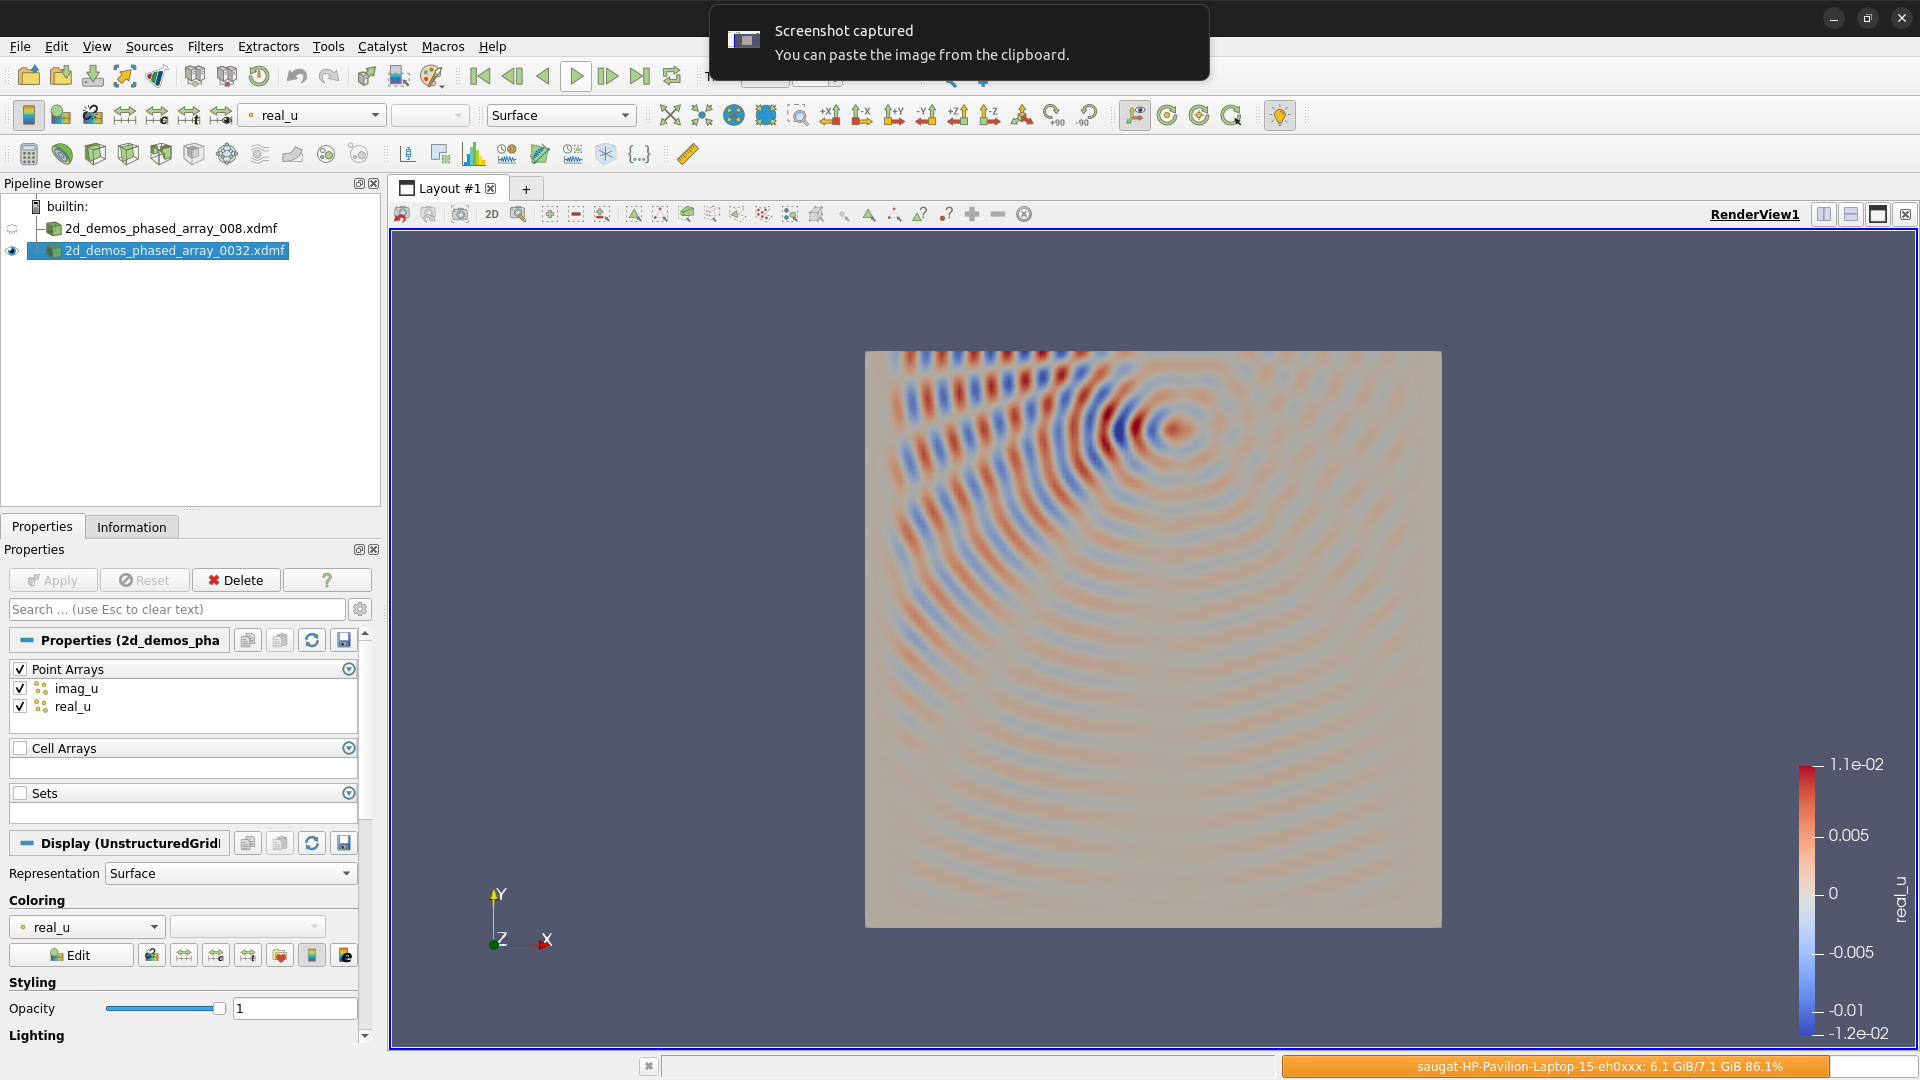 Screenshot captured
You can paste the image from the clipboard.
File Edit View Sources Filters Extractors Tools Catalyst Macros Help
real_u
Surface
+X -X +Y -Y +Z -Z +90 -90
Pipeline Browser
Layout #1
+
builtin:
2D
RenderView1
2d_demos_phased_array_008.xdmf
2d_demos_phased_array_0032.xdmf
Properties Information
Properties
Apply Reset Delete ?
Search ... (use Esc to clear text)
Properties (2d_demos_pha
Point Arrays
imag_u
real_u
Cell Arrays
Sets
Display (UnstructuredGrid
Representation Surface
Coloring
real_u
Edit
Styling
Opacity 1
Lighting
Y
Z
X
1.1e-02
0.005
0
-0.005
-0.01
-1.2e-02
real_u
saugat-HP-Pavilion-Laptop-15-eh0xxx: 6.1 GiB/7.1 GiB 86.1%